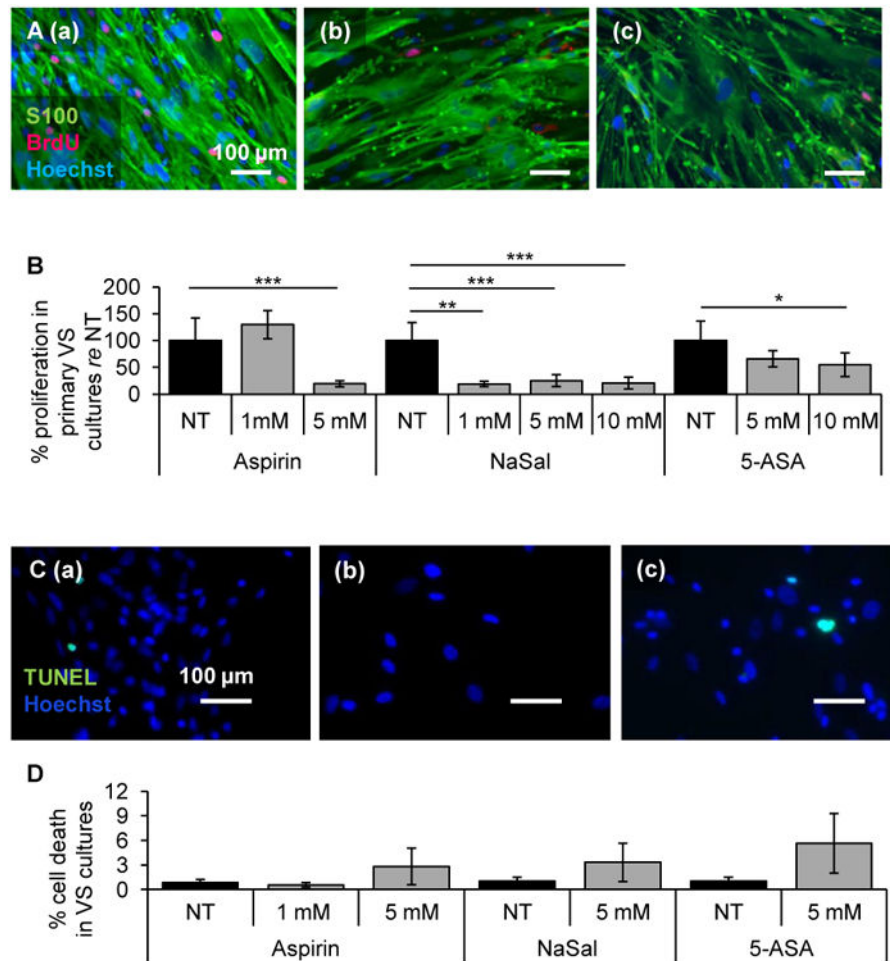 A (a)
(b)
(c)
S100
BrdU
Hoechst
100 µm
B
% proliferation in
primary VS
cultures re NT
200
150
100
50
0
***
***
***
**
*
NT 1mM 5 mM NT 1 mM 5 mM 10 mM NT 5 mM 10 mM
Aspirin NaSal 5-ASA
C (a)
(b)
(c)
TUNEL
Hoechst
100 µm
D
% cell death
in VS cultures
12
9
6
3
0
NT 1 mM 5 mM NT 5 mM NT 5 mM
Aspirin NaSal 5-ASA